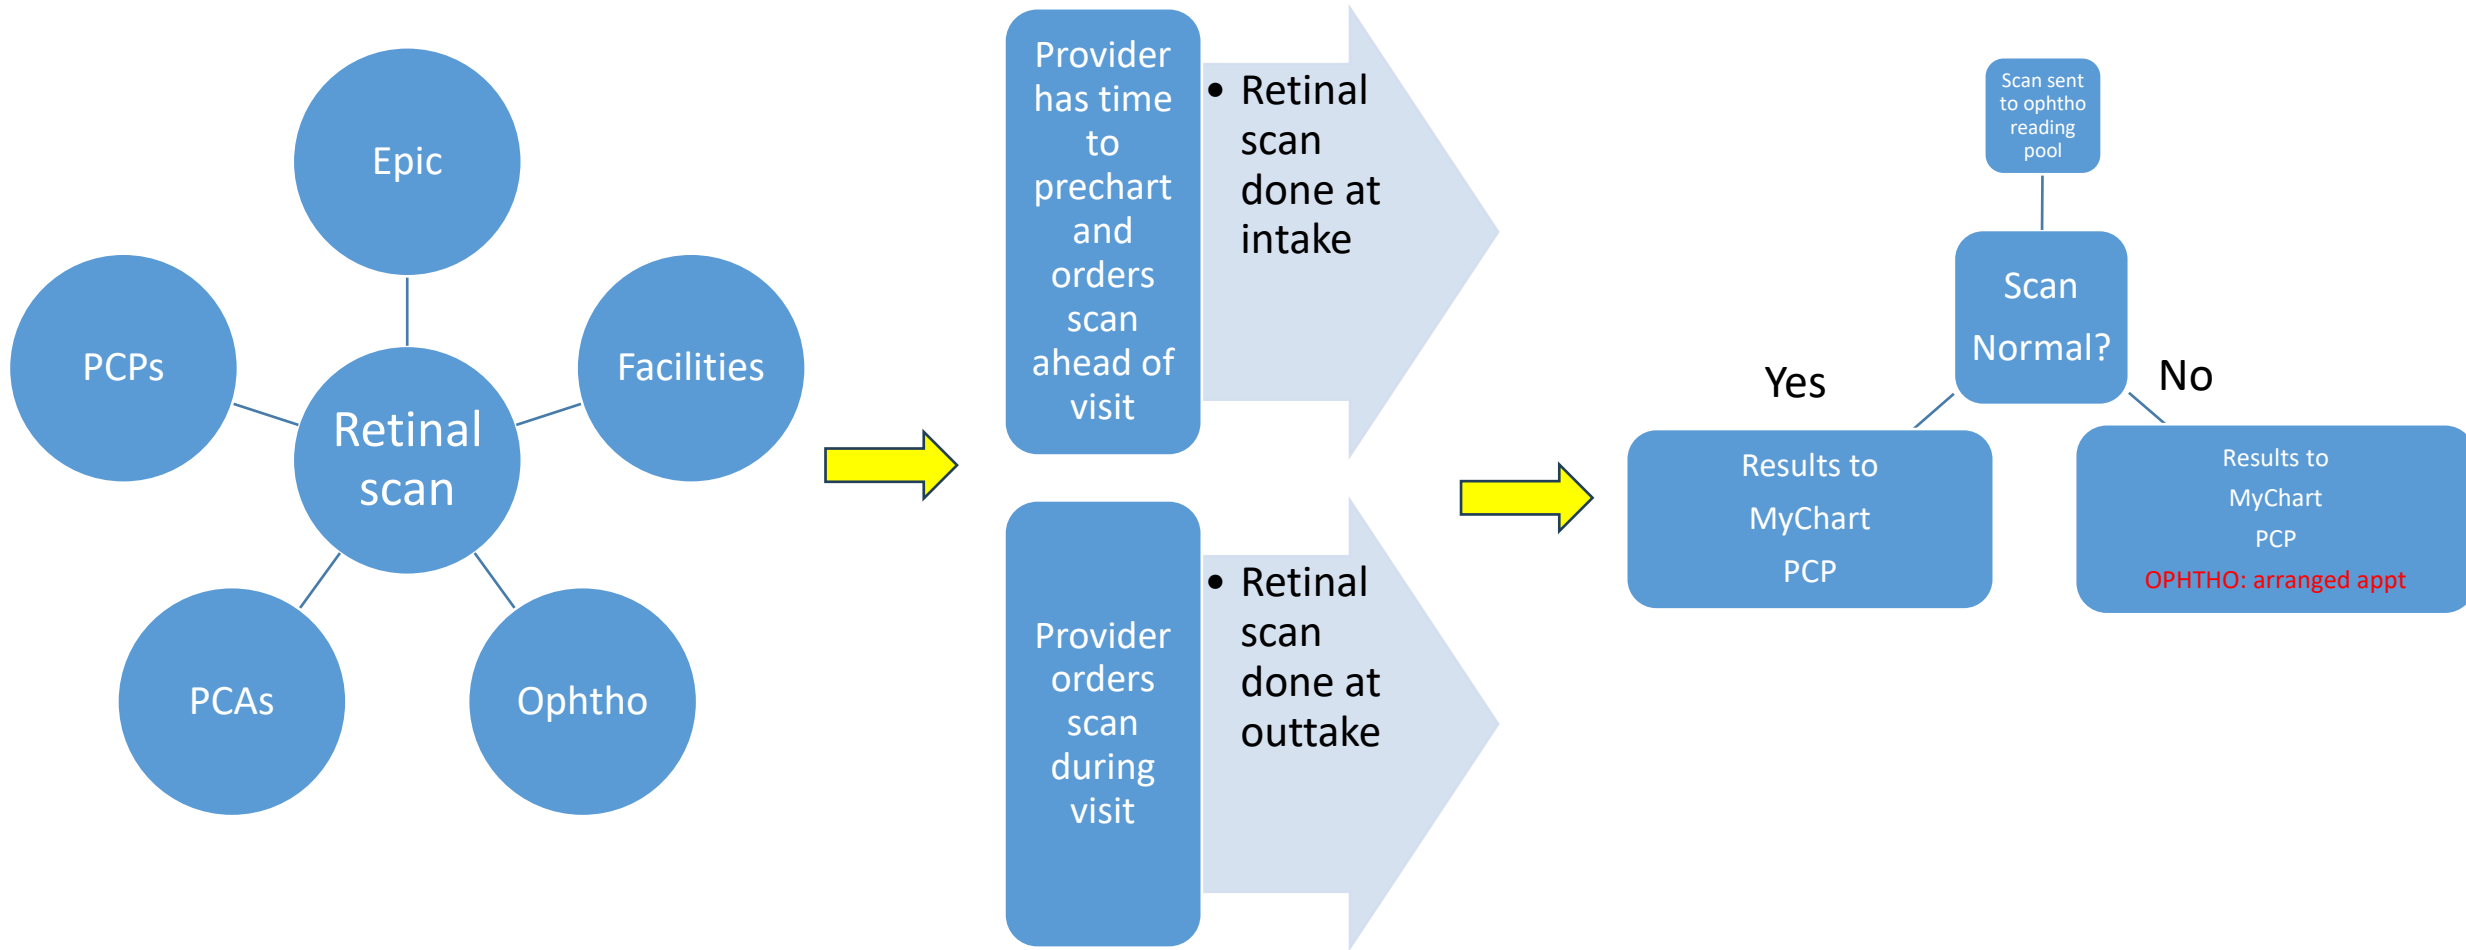 Epic
PCPs
Facilities
Retinal
scan
PCAs
Ophtho
Provider
has time
to
prechart
and
orders
scan
ahead of
visit
• Retinal
scan
done at
intake
Provider
orders
scan
during
visit
• Retinal
scan
done at
outtake
Scan sent
to ophtho
reading
pool
Scan
Normal?
Yes
No
Results to
MyChart
PCP
Results to
MyChart
PCP
OPHTHO: arranged appt